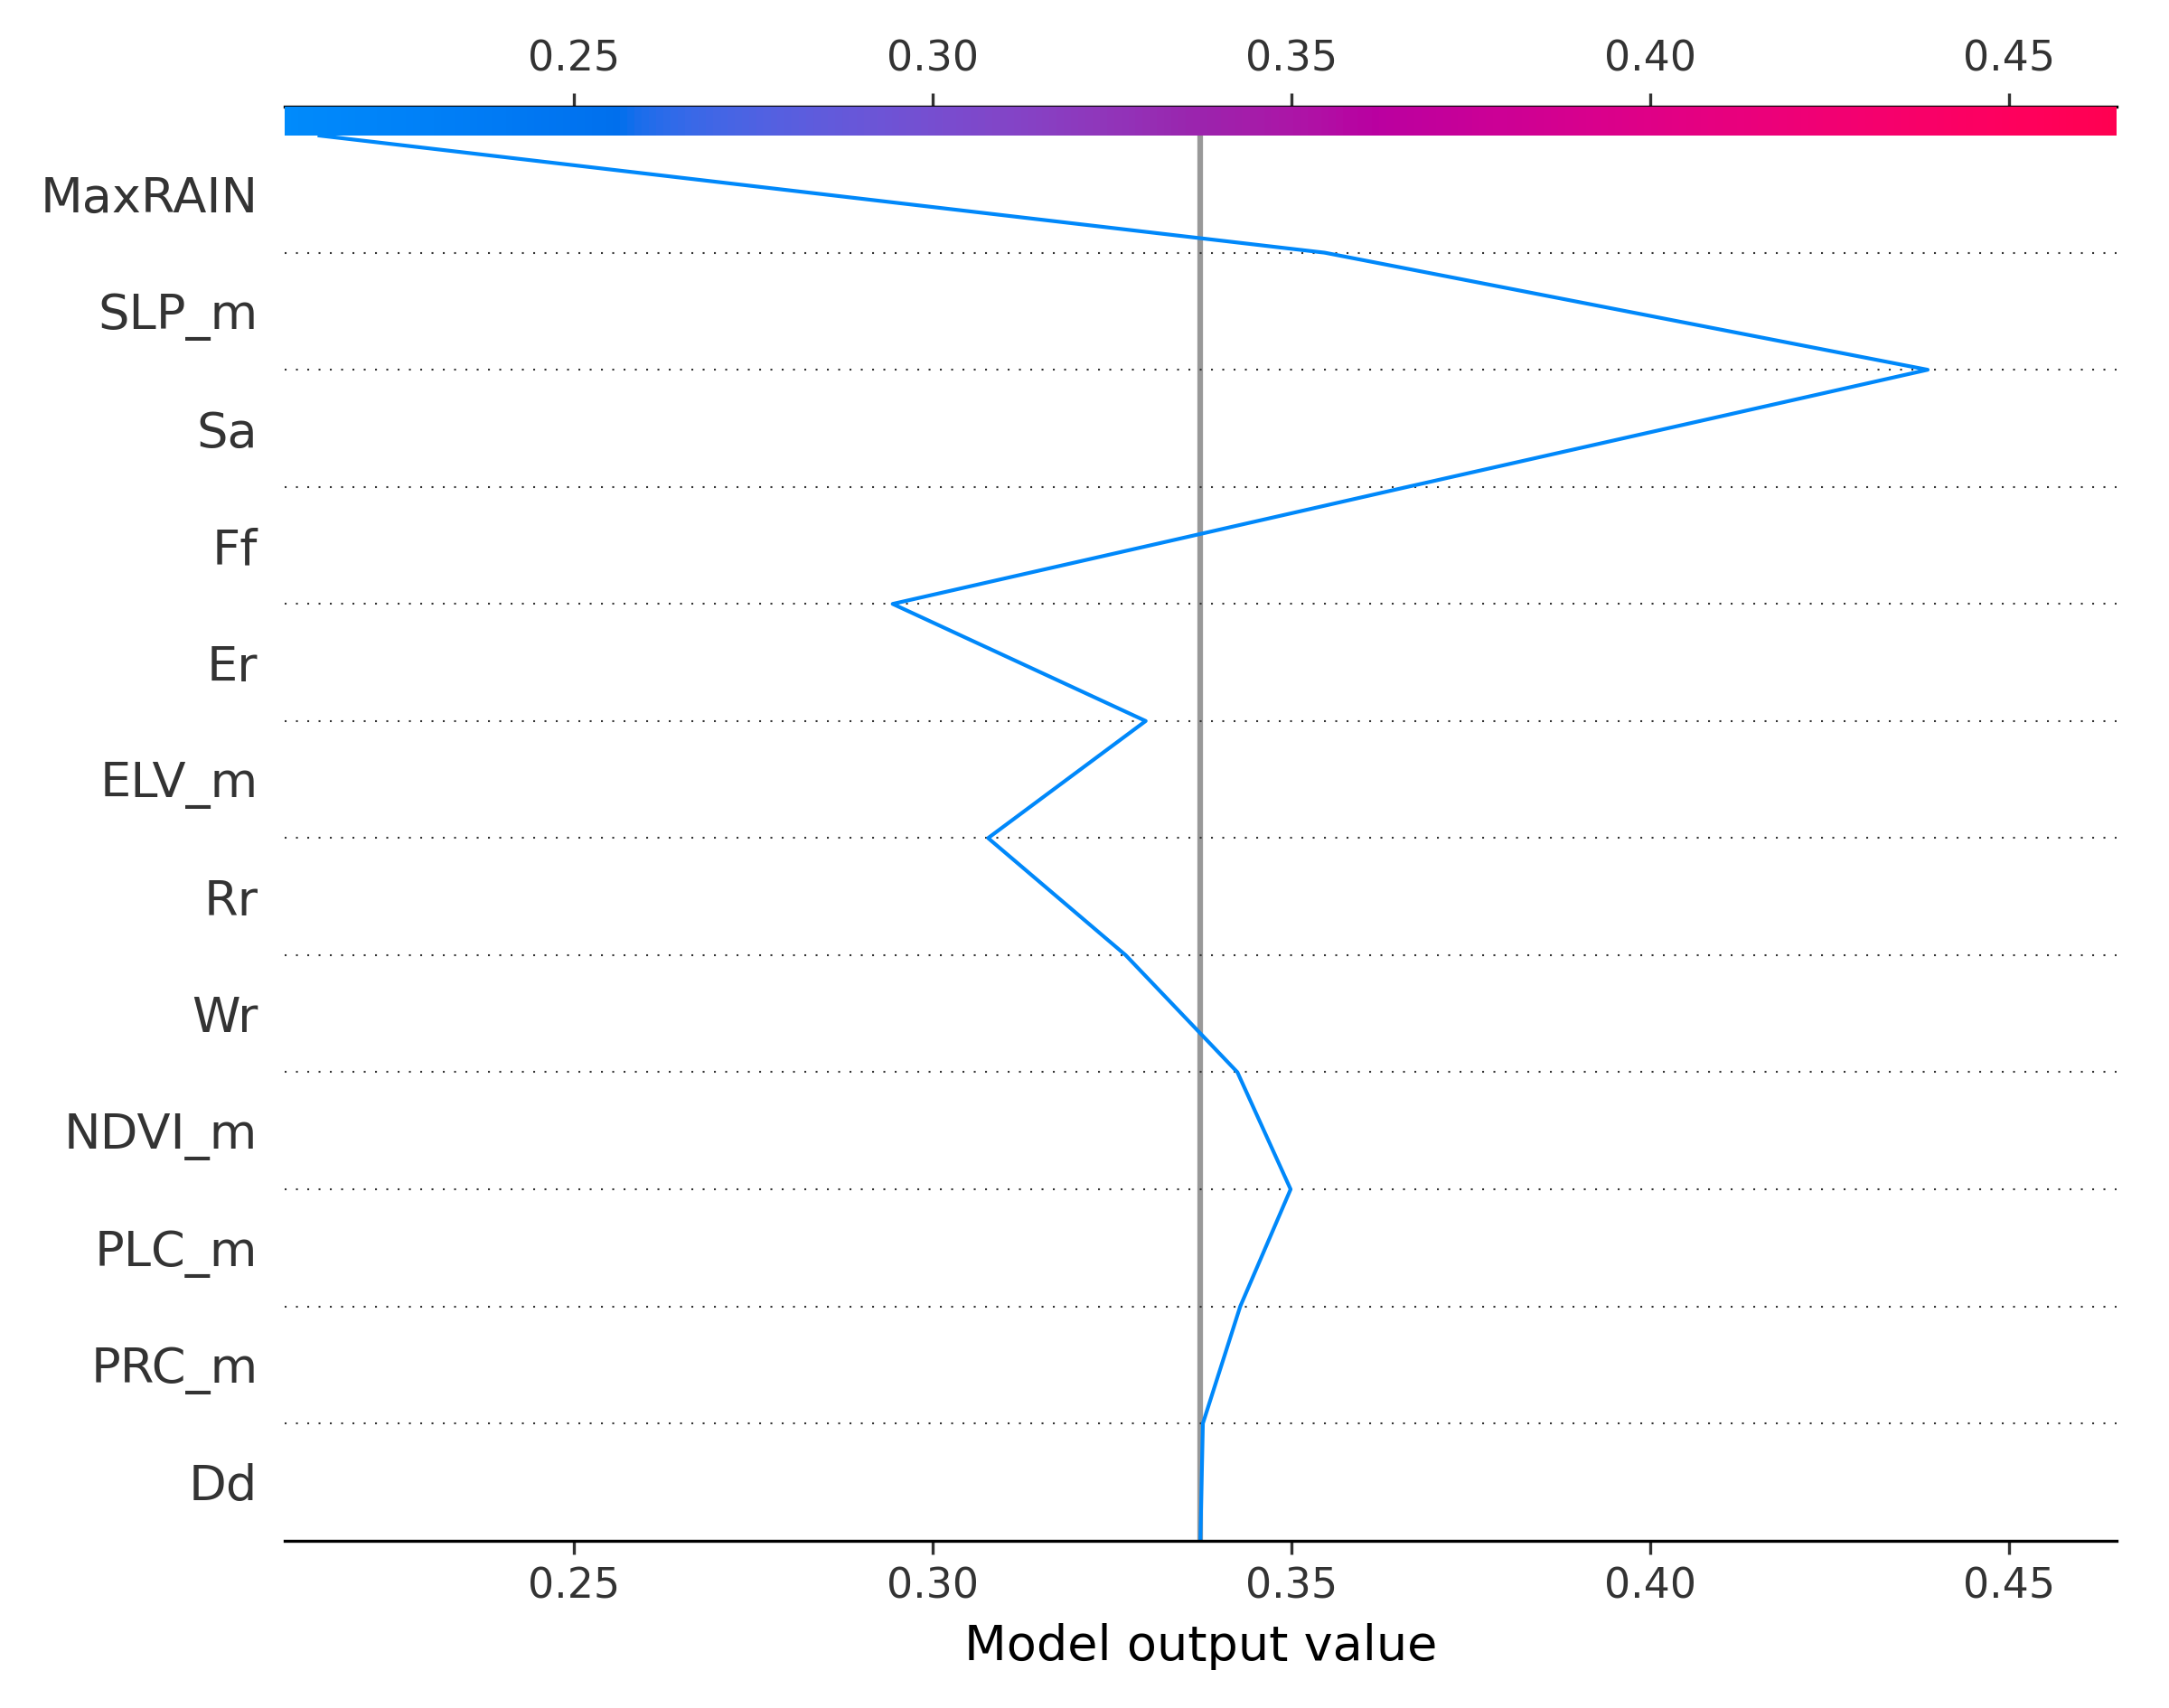 0.25 0.30 0.35 0.40 0.45
MaxRAIN
SLP_m
Sa
Ff
Er
ELV_m
Rr
Wr
NDVI_m
PLC_m
PRC_m
Dd
0.25 0.30 0.35 0.40 0.45
Model output value